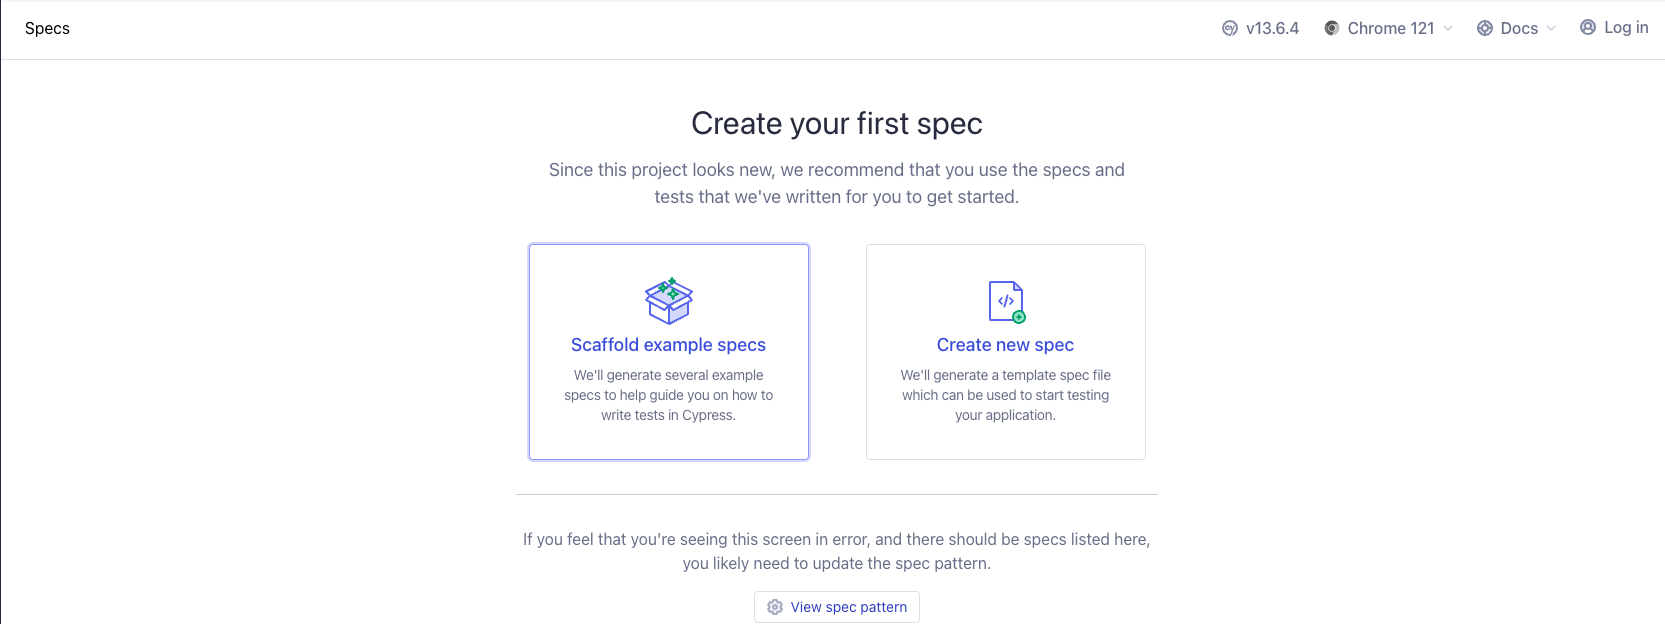 Specs
v13.6.4
Chrome 121
Docs
Log in
Create your first spec
Since this project looks new, we recommend that you use the specs and
tests that we've written for you to get started.
Scaffold example specs
We'll generate several example
specs to help guide you on how to
write tests in Cypress.
Create new spec
We'll generate a template spec file
which can be used to start testing
your application.
If you feel that you're seeing this screen in error, and there should be specs listed here,
you likely need to update the spec pattern.
View spec pattern